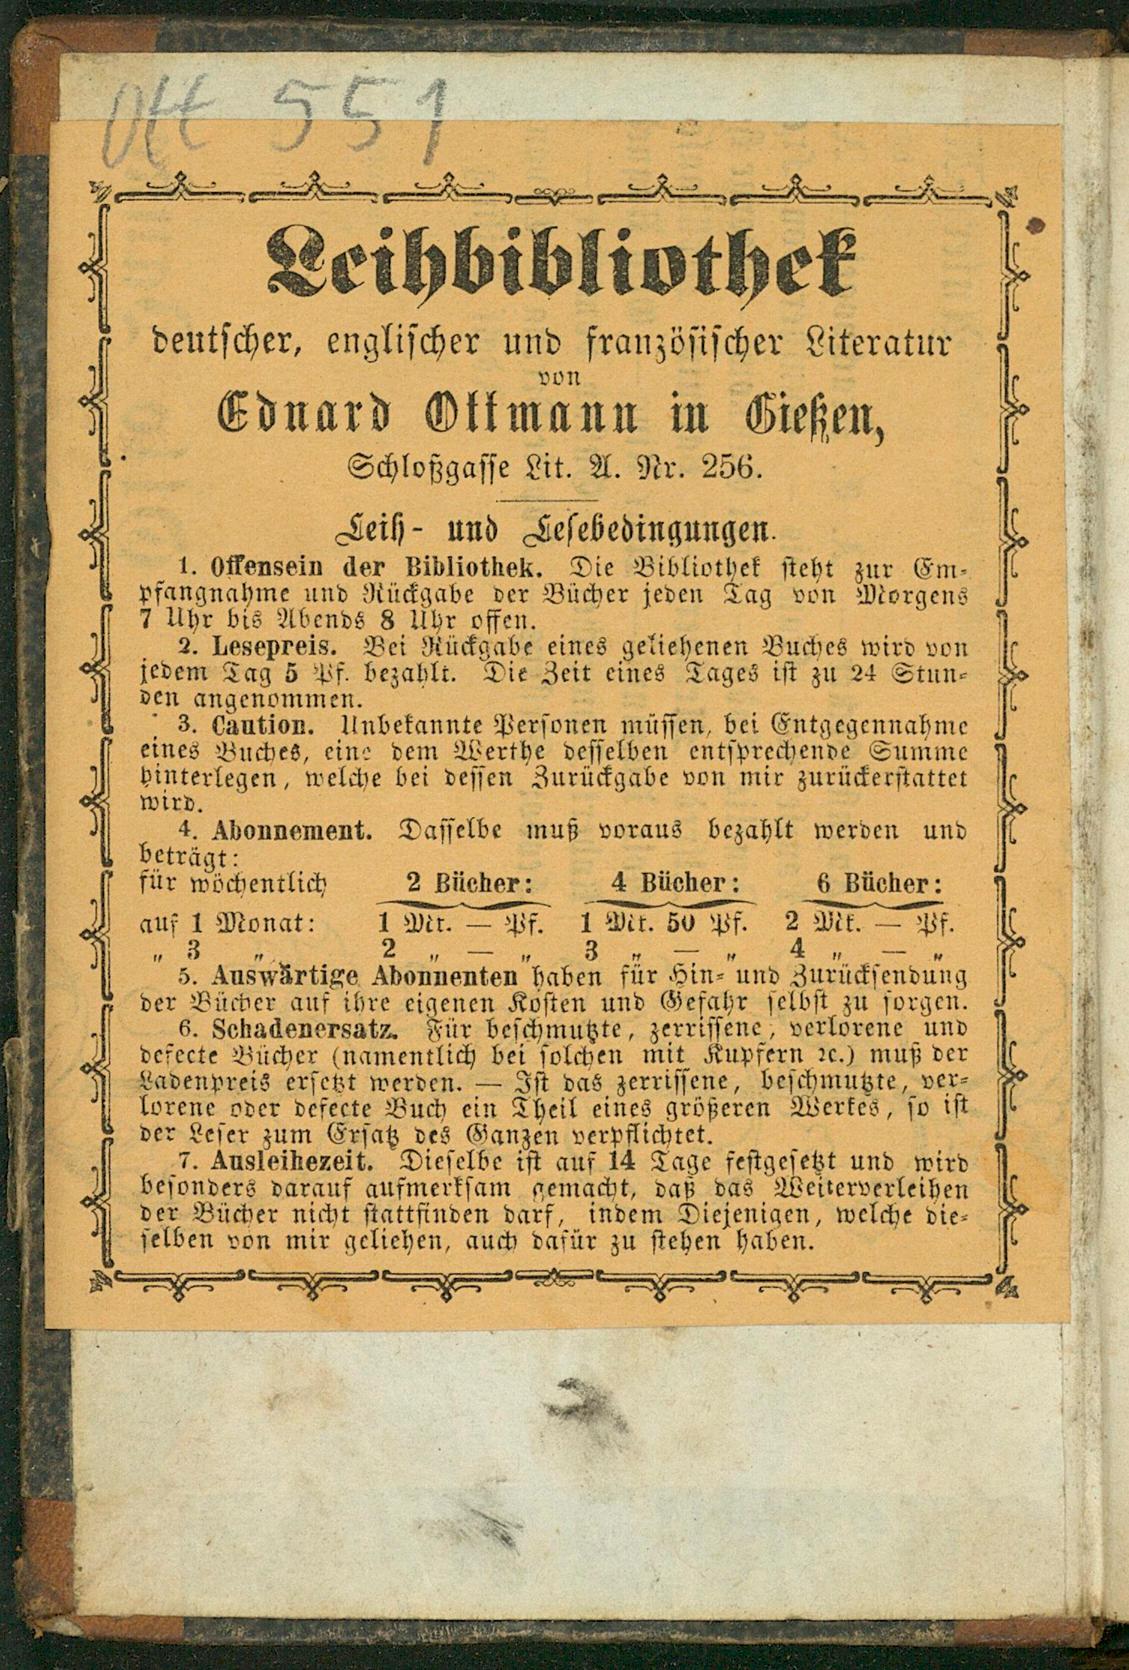 Ott 551
Leihbibliothek
deutscher, englischer und französischer Literatur
von
Eduard Ottmann in Gießen,
Schloßgasse Lit. A. Nr. 256.
Leih- und Lesebedingungen.
1. Offensein der Bibliothek. Die Bibliothek steht zur Em-
pfangnahme und Rückgabe der Bücher jeden Tag von Morgens
7 Uhr bis Abends 8 Uhr offen.
2. Lesepreis. Bei Rückgabe eines geliehenen Buches wird von
jedem Tag 5 Pf. bezahlt. Die Zeit eines Tages ist zu 24 Stun-
den angenommen.
3. Caution. Unbekannte Personen müssen, bei Entgegennahme
eines Buches, eine dem Werthe desselben entsprechende Summe
hinterlegen, welche bei dessen Zurückgabe von mir zurückerstattet
wird.
4. Abonnement. Dasselbe muß voraus bezahlt werden und
beträgt:
für wöchentlich 2 Bücher: 4 Bücher: 6 Bücher:
auf 1 Monat: 1 Mk. — Pf. 1 Mk. 50 Pf. 2 Mk. — Pf.
„ 3 „ 2 „ — „ 3 „ — „ 4 „ — „
5. Auswärtige Abonnenten haben für Hin- und Zurücksendung
der Bücher auf ihre eigenen Kosten und Gefahr selbst zu sorgen.
6. Schadenersatz. Für beschmutzte, zerrissene, verlorene und
defecte Bücher (namentlich bei solchen mit Kupfern ꝛc.) muß der
Ladenpreis ersetzt werden. — Ist das zerrissene, beschmutzte, ver-
lorene oder defecte Buch ein Theil eines größeren Werkes, so ist
der Leser zum Ersatz des Ganzen verpflichtet.
7. Ausleihezeit. Dieselbe ist auf 14 Tage festgesetzt und wird
besonders darauf aufmerksam gemacht, daß das Weiterverleihen
der Bücher nicht stattfinden darf, indem Diejenigen, welche die-
selben von mir geliehen, auch dafür zu stehen haben.